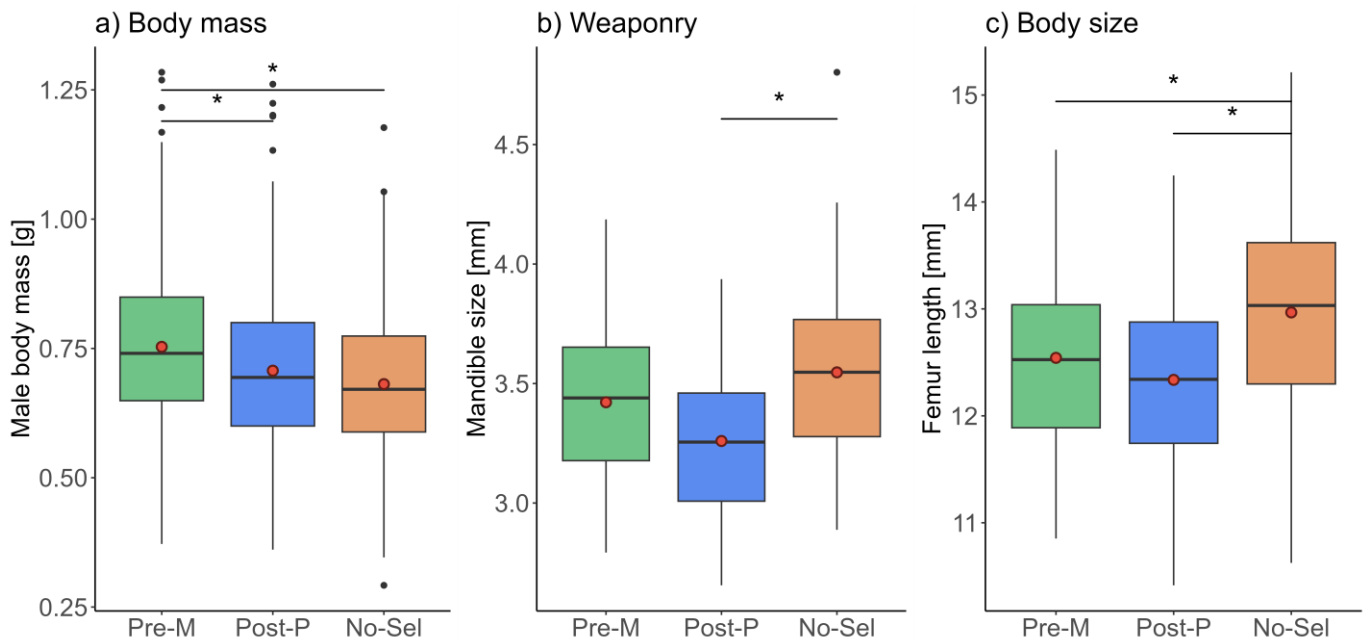 a) Body mass
Male body mass [g]
1.25
1.00
0.75
0.50
0.25
*
*
Pre-M Post-P No-Sel
b) Weaponry
Mandible size [mm]
4.5
4.0
3.5
3.0
*
Pre-M Post-P No-Sel
c) Body size
Femur length [mm]
15
14
13
12
11
*
*
Pre-M Post-P No-Sel